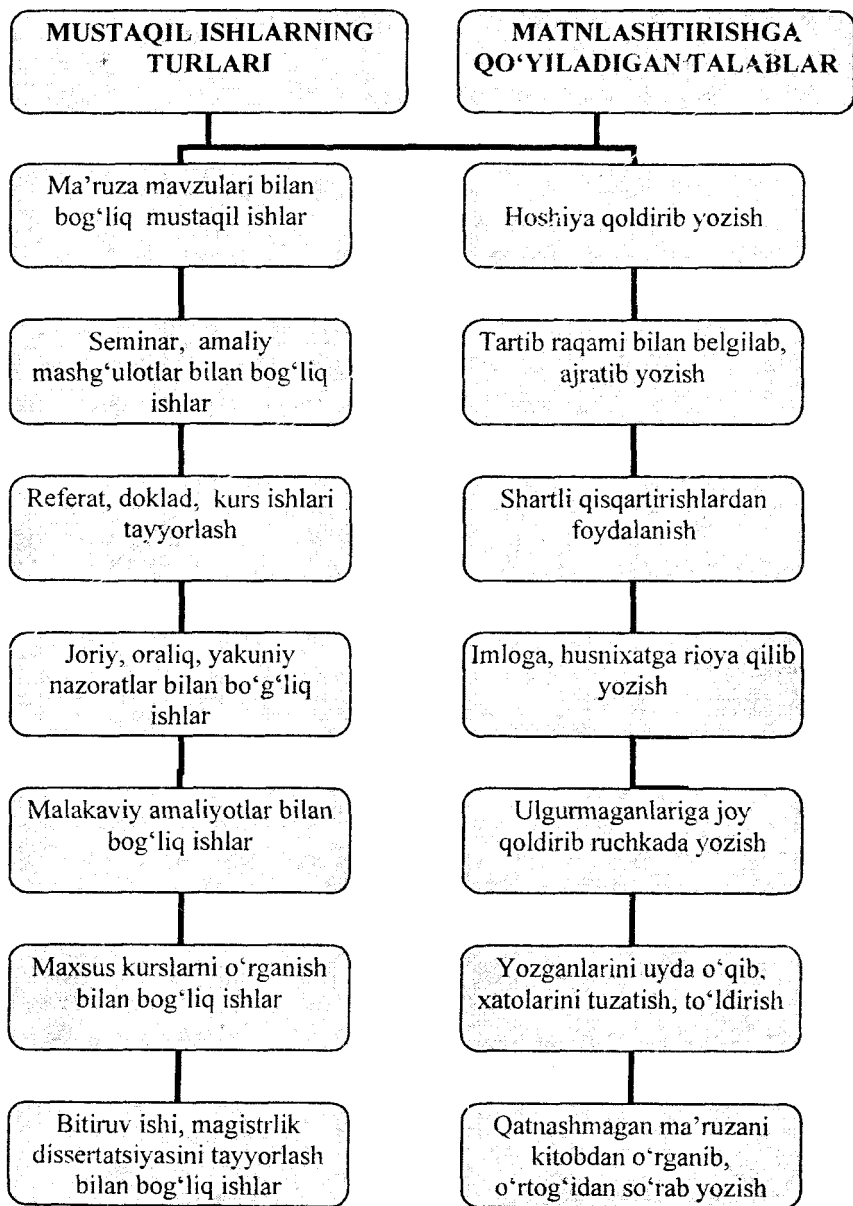 MUSTAQIL ISHLARNING
TURLARI
MATNLASHTIRISHGA
QO‘YILADIGAN TALABLAR
Ma’ruza mavzulari bilan
bog‘liq mustaqil ishlar
Hoshiya qoldirib yozish
Seminar, amaliy
mashg‘ulotlar bilan bog‘liq
ishlar
Tartib raqami bilan belgilab,
ajratib yozish
Referat, doklad, kurs ishlari
tayyorlash
Shartli qisqartirishlardan
foydalanish
Joriy, oraliq, yakuniy
nazoratlar bilan bo‘g‘liq
ishlar
Imloga, husnixatga rioya qilib
yozish
Malakaviy amaliyotlar bilan
bog‘liq ishlar
Ulgurmaganlariga joy
qoldirib ruchkada yozish
Maxsus kurslarni o‘rganish
bilan bog‘liq ishlar
Yozganlarini uyda o‘qib,
xatolarini tuzatish, to‘ldirish
Bitiruv ishi, magistrlik
dissertatsiyasini tayyorlash
bilan bog‘liq ishlar
Qatnashmagan ma’ruzani
kitobdan o‘rganib,
o‘rtog‘idan so‘rab yozish